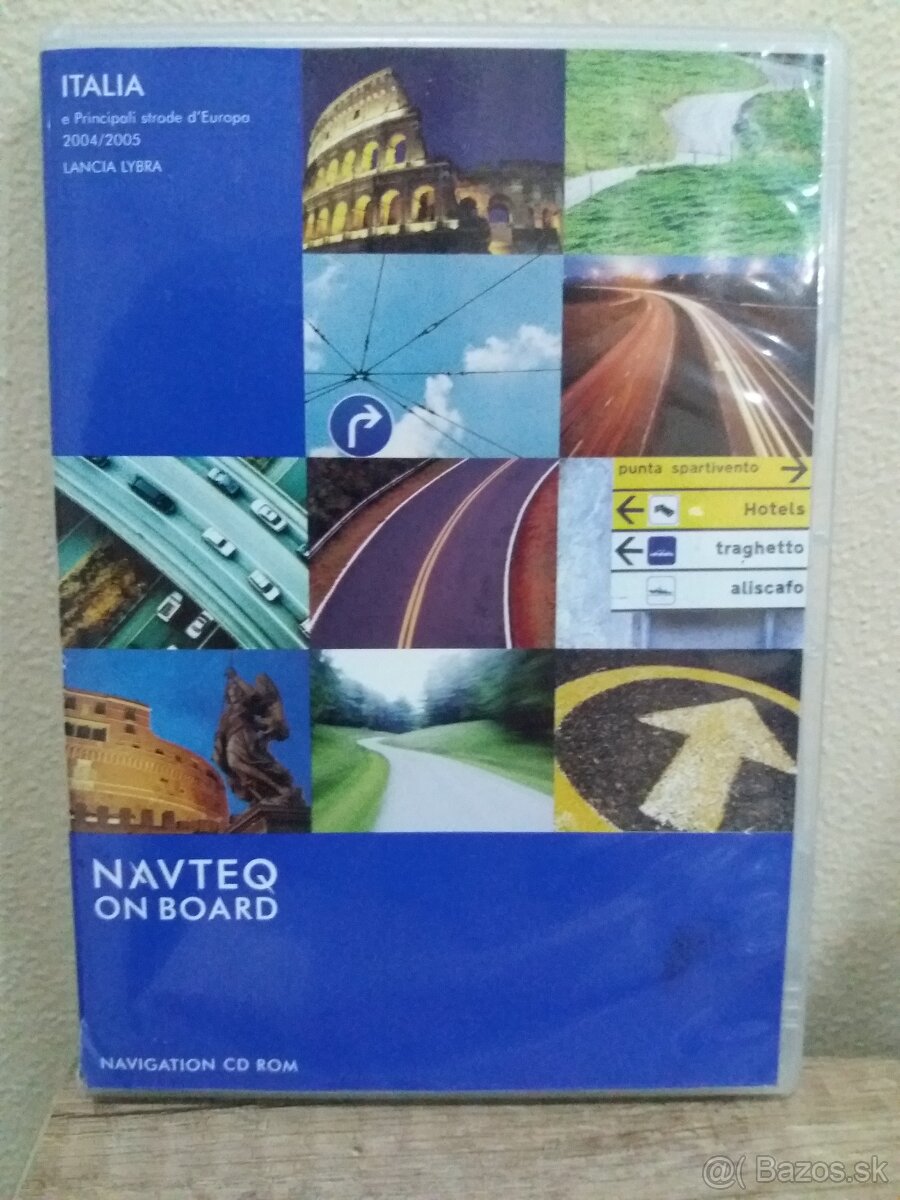 ITALIA
e Principali strade d'Europa
2004/2005
LANCIA LYBRA
punta spartivento
Hotels
traghetto
aliscafo
NAVTEQ
ON BOARD
NAVIGATION CD ROM
@( Bazos.sk